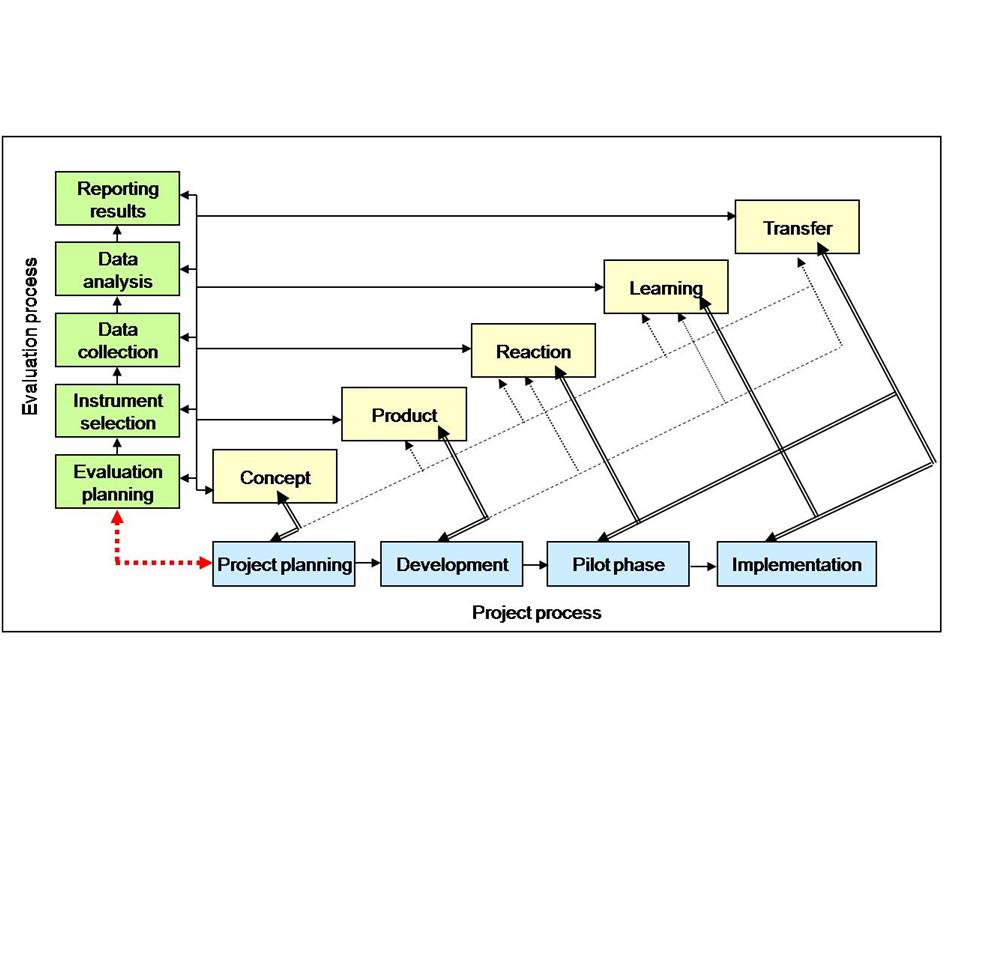 Evaluation process
Reporting
results
Data
analysis
Data
collection
Instrument
selection
Evaluation
planning
Transfer
Learning
Reaction
Product
Concept
Project planning
Development
Pilot phase
Implementation
Project process